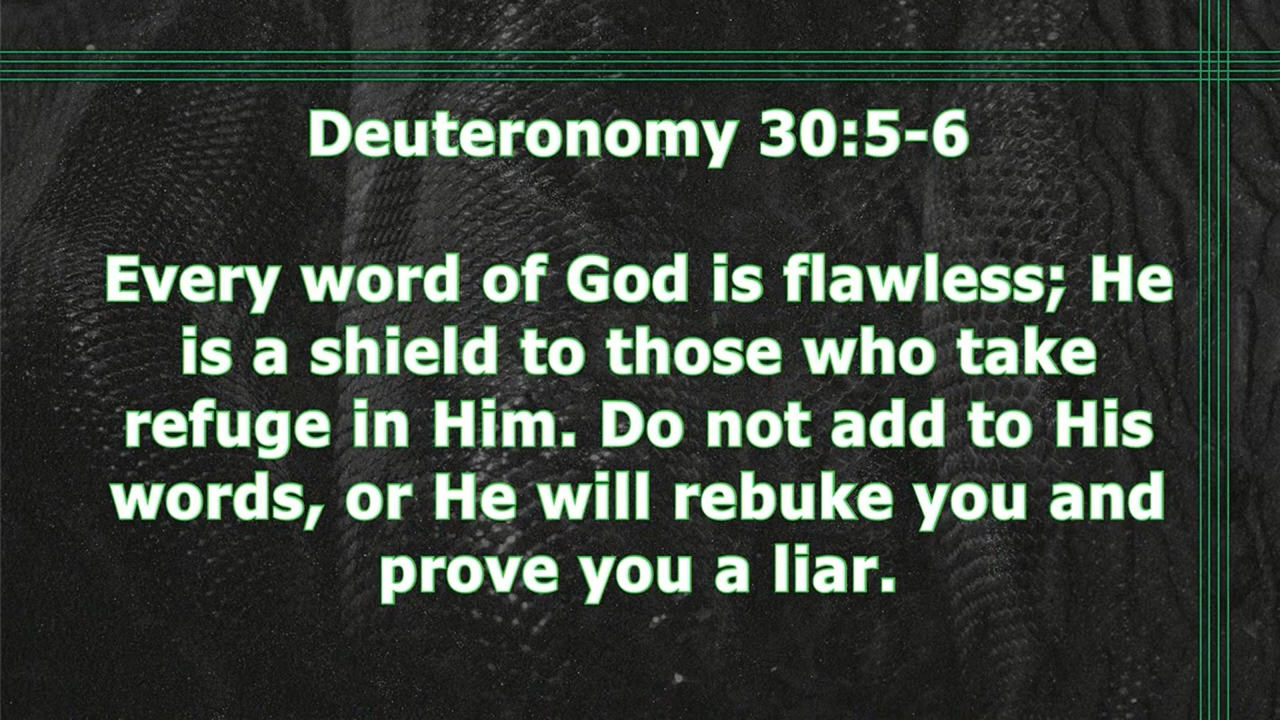 Deuteronomy 30:5-6
Every word of God is flawless; He
is a shield to those who take
refuge in Him. Do not add to His
words, or He will rebuke you and
prove you a liar.